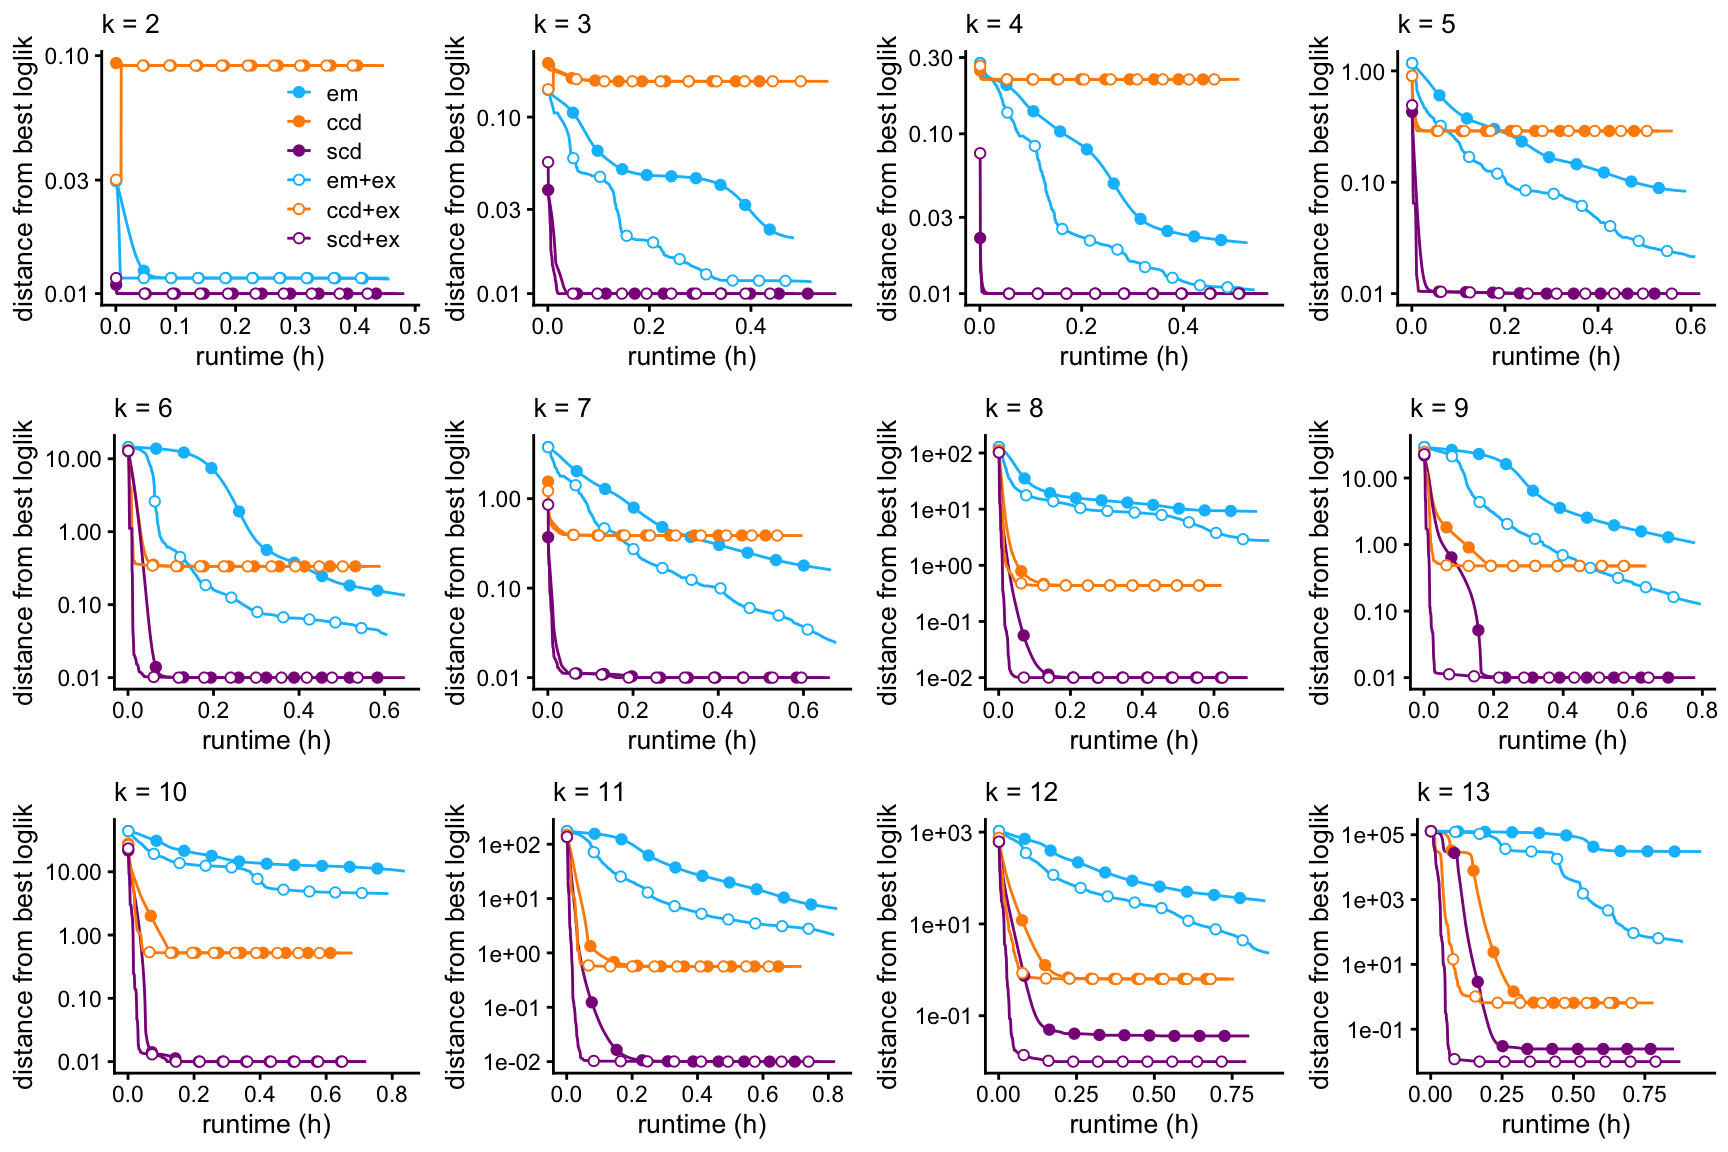 k = 2
distance from best loglik
0.10
0.03
0.01
em
ccd
scd
em+ex
ccd+ex
scd+ex
0.0 0.1 0.2 0.3 0.4 0.5
runtime (h)
k = 3
distance from best loglik
0.10
0.03
0.01
0.0 0.2 0.4
runtime (h)
k = 4
distance from best loglik
0.30
0.10
0.03
0.01
0.0 0.2 0.4
runtime (h)
k = 5
distance from best loglik
1.00
0.10
0.01
0.0 0.2 0.4 0.6
runtime (h)
k = 6
distance from best loglik
10.00
1.00
0.10
0.01
0.0 0.2 0.4 0.6
runtime (h)
k = 7
distance from best loglik
1.00
0.10
0.01
0.0 0.2 0.4 0.6
runtime (h)
k = 8
distance from best loglik
1e+02
1e+01
1e+00
1e-01
1e-02
0.0 0.2 0.4 0.6
runtime (h)
k = 9
distance from best loglik
10.00
1.00
0.10
0.01
0.0 0.2 0.4 0.6 0.8
runtime (h)
k = 10
distance from best loglik
10.00
1.00
0.10
0.01
0.0 0.2 0.4 0.6 0.8
runtime (h)
k = 11
distance from best loglik
1e+02
1e+01
1e+00
1e-01
1e-02
0.0 0.2 0.4 0.6 0.8
runtime (h)
k = 12
distance from best loglik
1e+03
1e+01
1e-01
0.00 0.25 0.50 0.75
runtime (h)
k = 13
distance from best loglik
1e+05
1e+03
1e+01
1e-01
0.00 0.25 0.50 0.75
runtime (h)